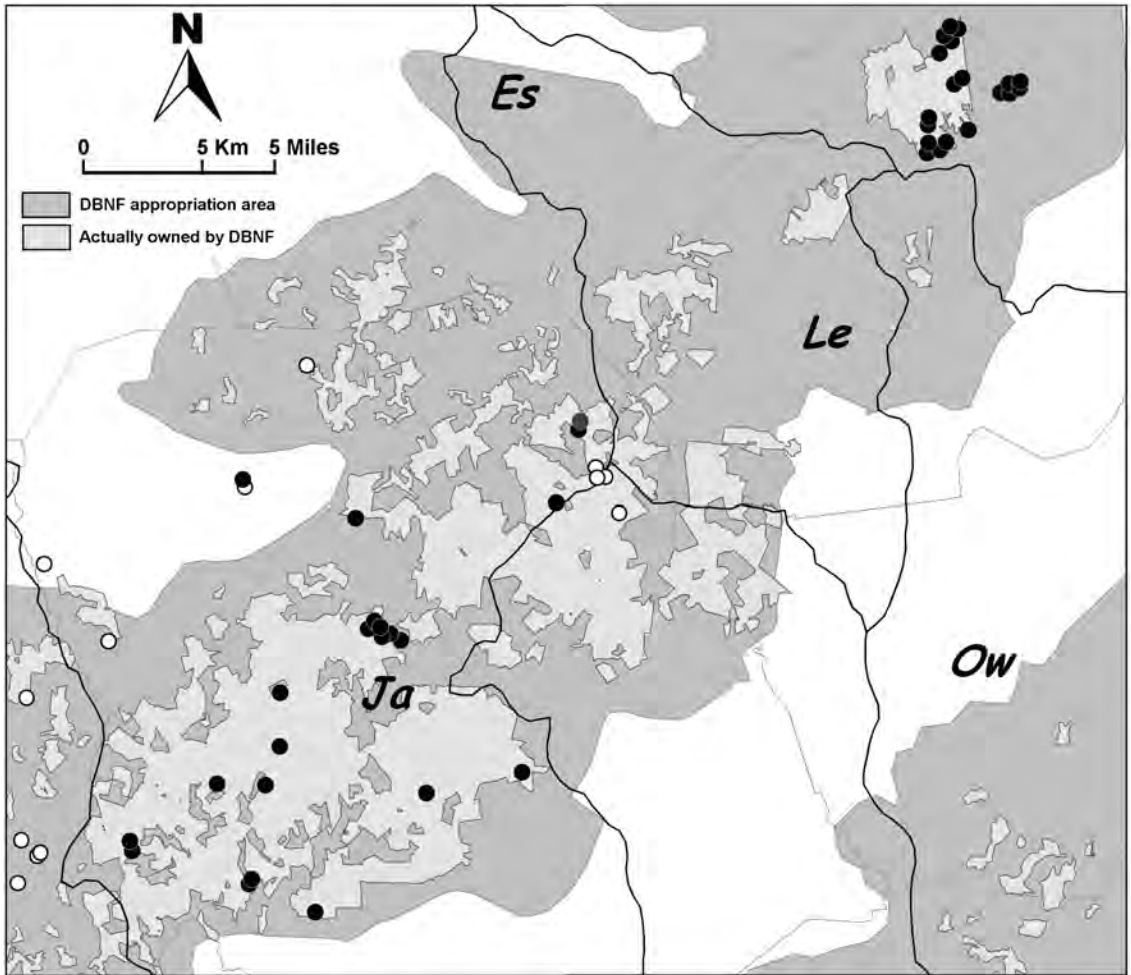 N
0 5 Km 5 Miles
DBNF appropriation area
Actually owned by DBNF
Es
Le
Ow
Ja